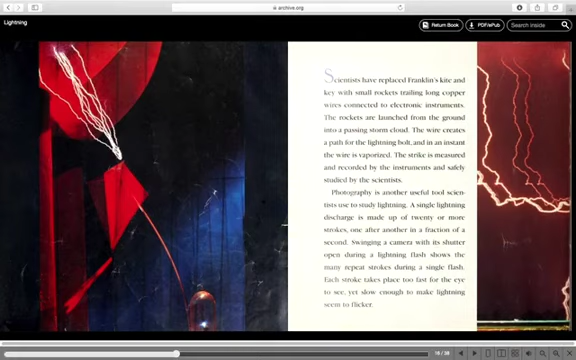 archive.org
Lightning
Return Book
PDF/ePub
Search inside
Scientists have replaced Franklin's kite and
key with small rockets trailing long copper
wires connected to electronic instruments.
The rockets are launched from the ground
into a passing storm cloud. The wire creates
a path for the lightning bolt, and in an instant
the wire is vaporized. The strike is measured
and recorded by the instruments and safely
studied by the scientists.
Photography is another useful tool scien-
tists use to study lightning. A single lightning
discharge is made up of twenty or more
strokes, one after another in a fraction of a
second. Swinging a camera with its shutter
open during a lightning flash shows the
many repeat strokes during a single flash.
Each stroke takes place too fast for the eye
to see, yet slow enough to make lightning
seem to flicker.
18 / 38